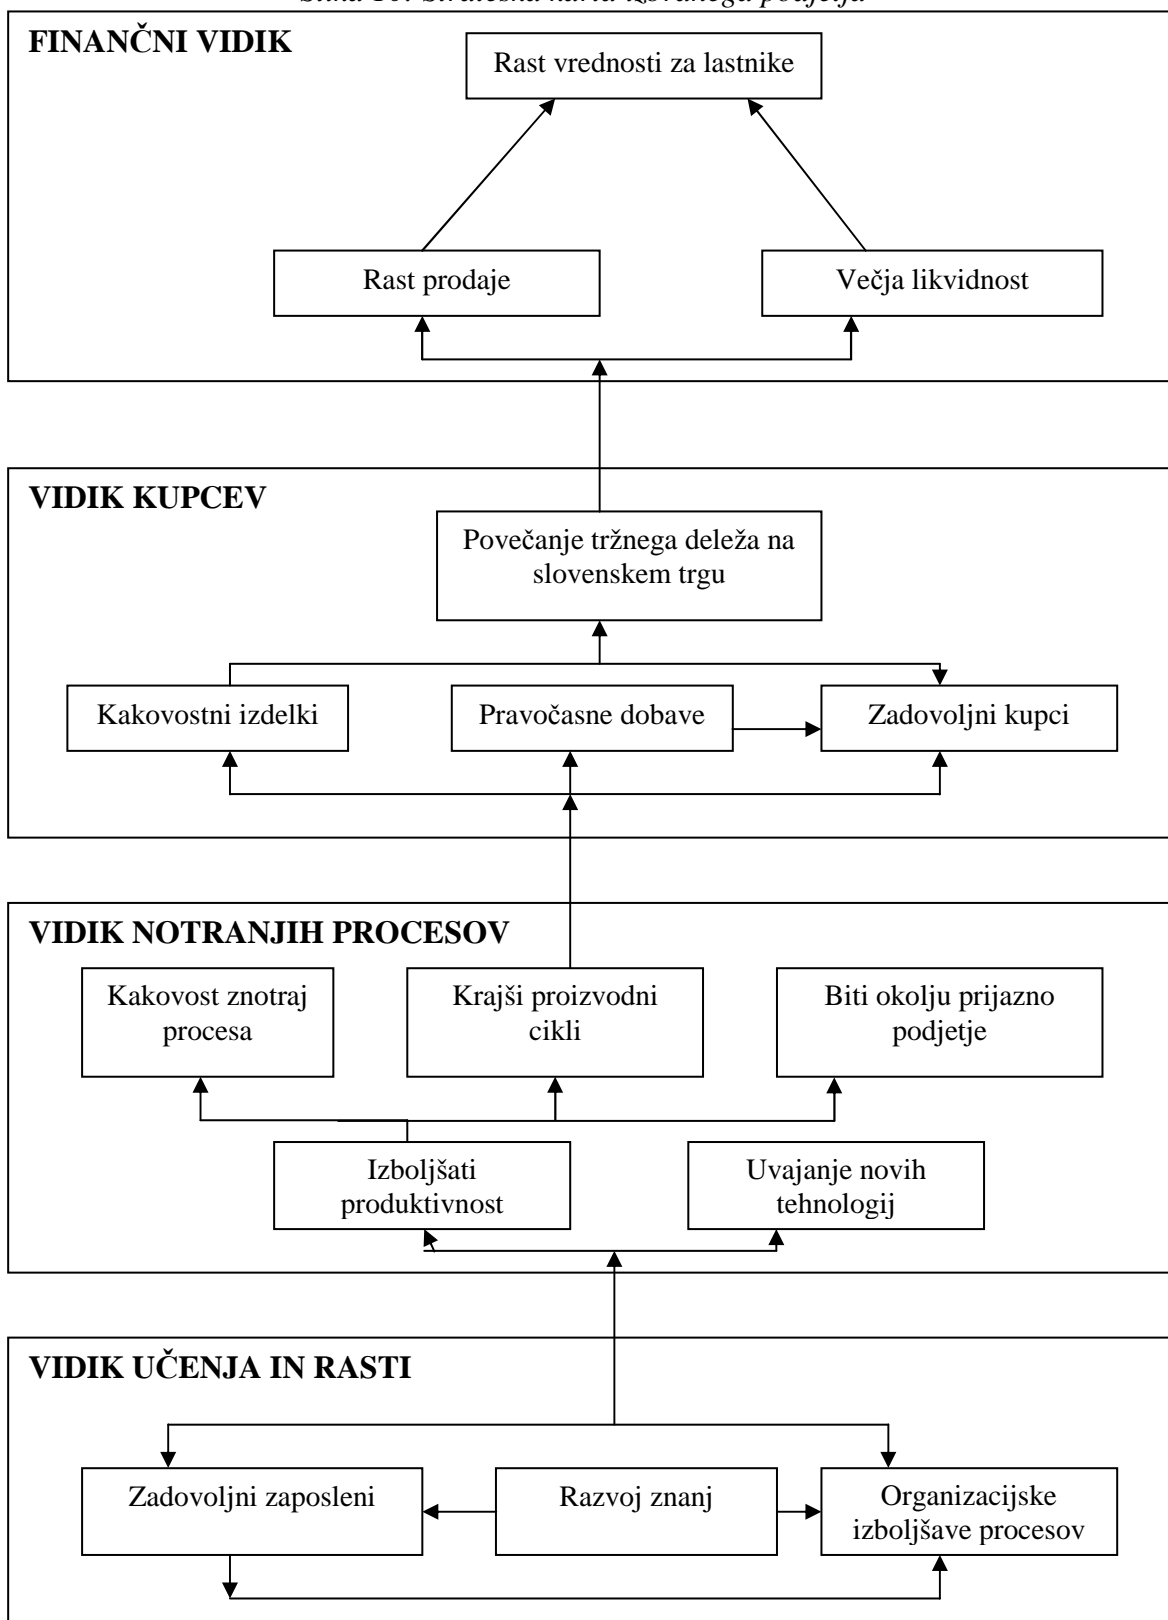 FINANČNI VIDIK
Rast vrednosti za lastnike
Rast prodaje
Večja likvidnost
VIDIK KUPCEV
Povečanje tržnega deleža na
slovenskem trgu
Kakovostni izdelki
Pravočasne dobave
Zadovoljni kupci
VIDIK NOTRANJIH PROCESOV
Kakovost znotraj
procesa
Krajši proizvodni
cikli
Biti okolju prijazno
podjetje
Izboljšati
produktivnost
Uvajanje novih
tehnologij
VIDIK UČENJA IN RASTI
Zadovoljni zaposleni
Razvoj znanj
Organizacijske
izboljšave procesov